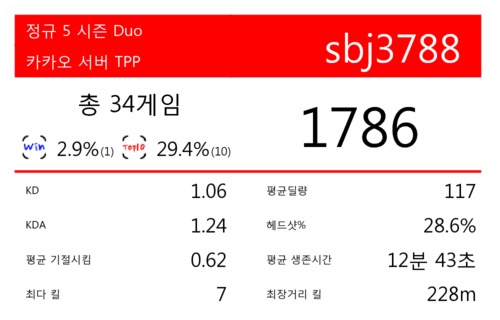 정규 5 시즌 Duo
카카오 서버 TPP
sbj3788
총 34게임
1786
Win 2.9%(1) TOP10 29.4%(10)
KD 1.06
평균딜량 117
KDA 1.24
헤드샷% 28.6%
평균 기절시킴 0.62
평균 생존시간 12분 43초
최다 킬 7
최장거리 킬 228m